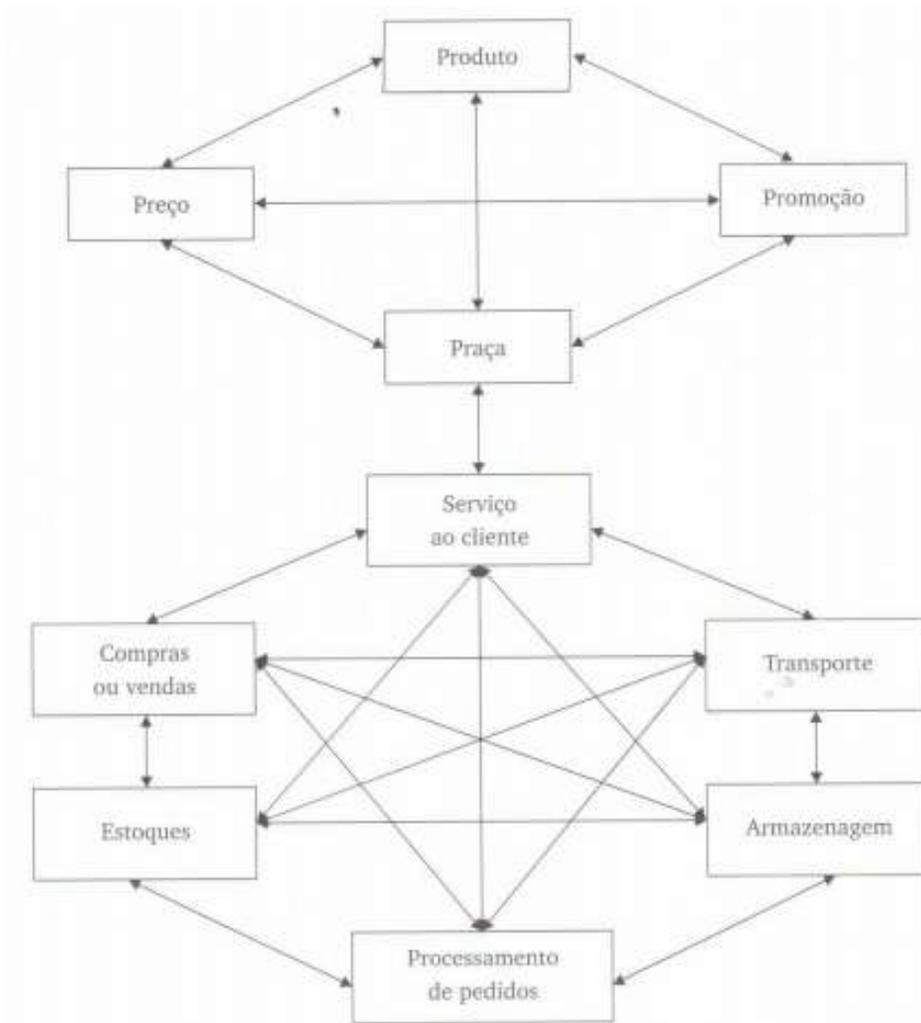 Produto
Preço
Promoção
Praça
Serviço
ao cliente
Compras
ou vendas
Transporte
Estoques
Armazenagem
Processamento
de pedidos